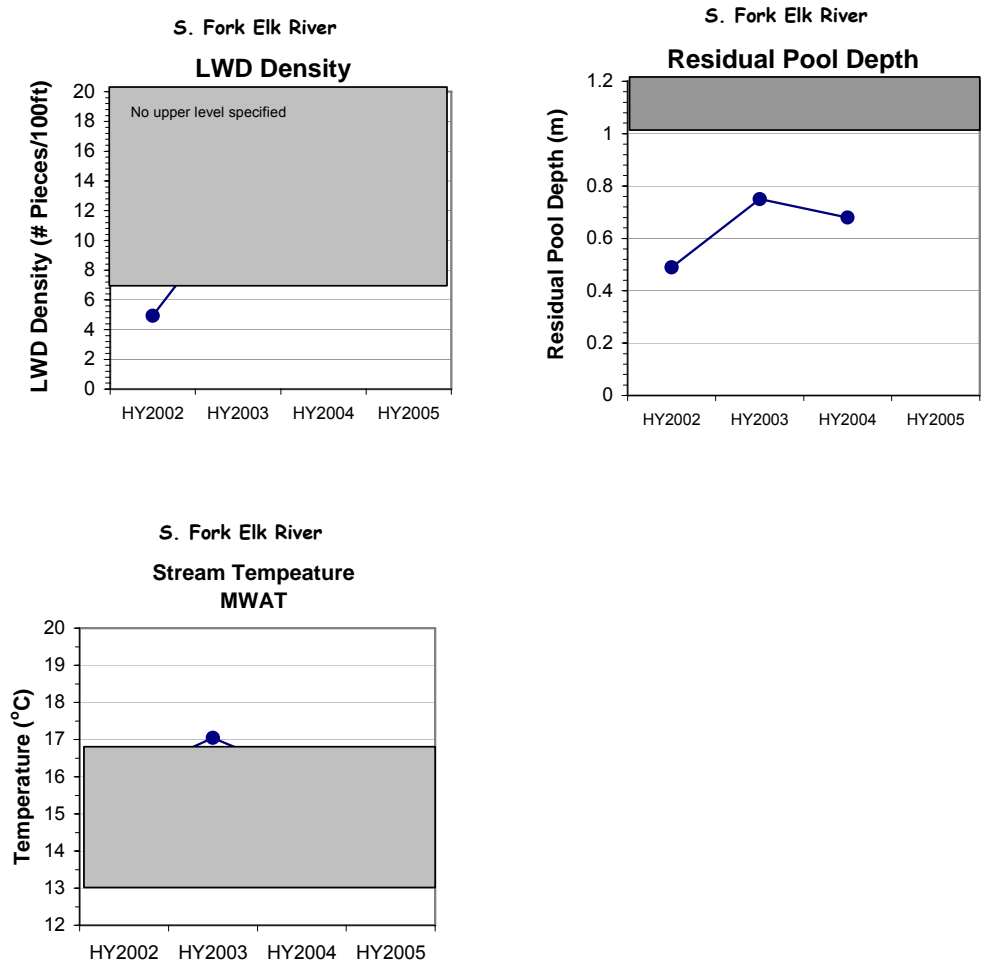 S. Fork Elk River
LWD Density
LWD Density (# Pieces/100ft)
20
18
16
14
12
10
8
6
4
2
0
No upper level specified
HY2002 HY2003 HY2004 HY2005
S. Fork Elk River
Residual Pool Depth
Residual Pool Depth (m)
1.2
1
0.8
0.6
0.4
0.2
0
HY2002 HY2003 HY2004 HY2005
S. Fork Elk River
Stream Tempeature
MWAT
Temperature (°C)
20
19
18
17
16
15
14
13
12
HY2002 HY2003 HY2004 HY2005